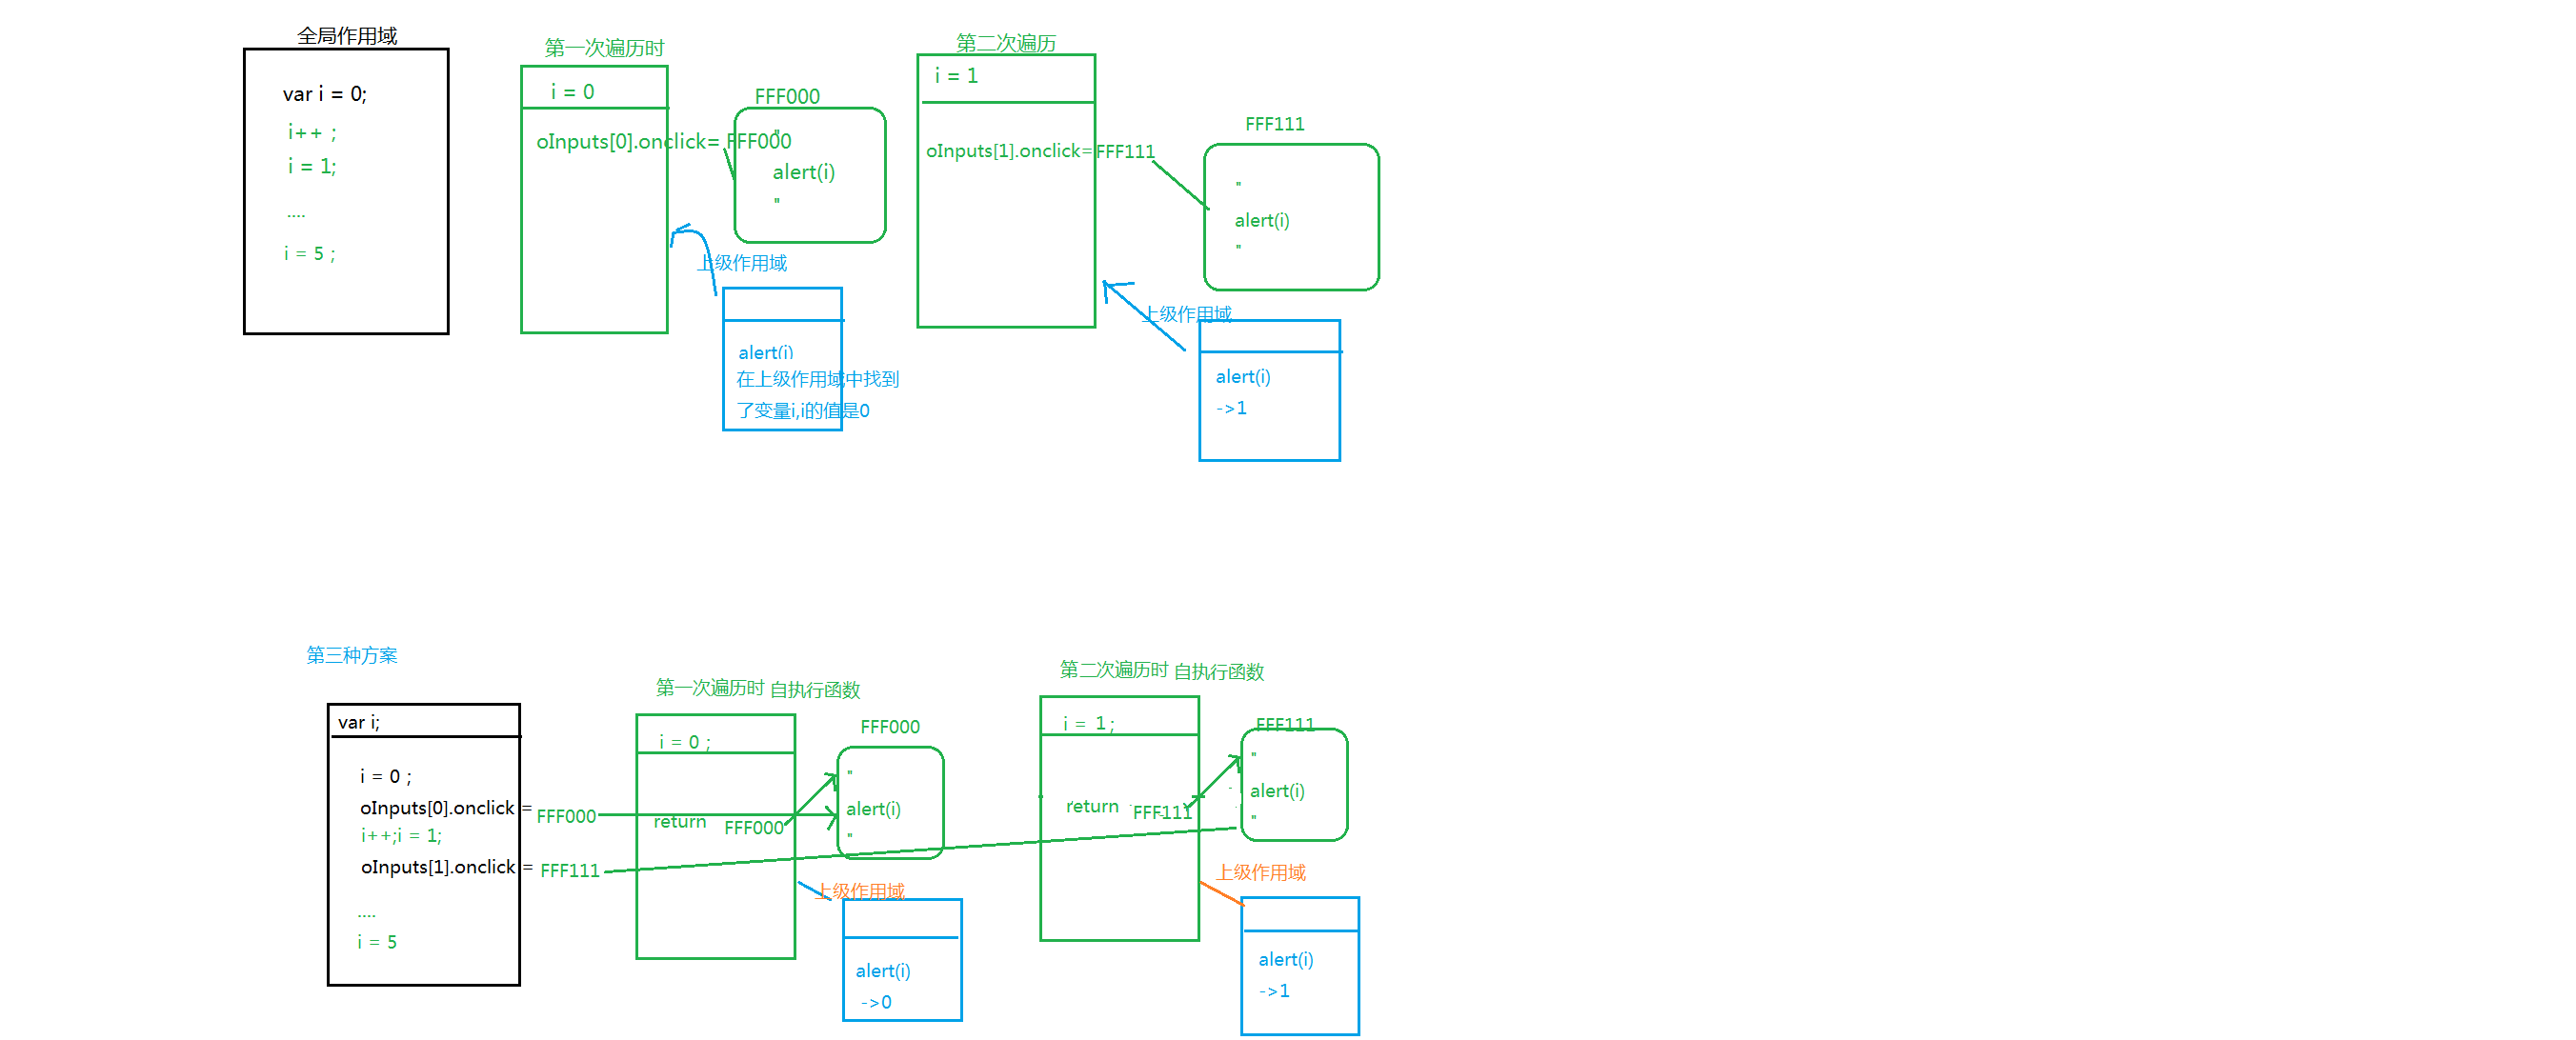 全局作用域
var i = 0;
i++ ;
i = 1;
....
i = 5 ;
第一次遍历时
i = 0
oInputs[0].onclick= FFF000
FFF000
"
alert(i)
"
上级作用域
alert(i)
在上级作用域中找到
了变量i,i的值是0
第二次遍历
i = 1
oInputs[1].onclick=FFF111
FFF111
"
alert(i)
"
上级作用域
alert(i)
->1
第三种方案
var i;
i = 0 ;
oInputs[0].onclick = FFF000
i++;i = 1;
oInputs[1].onclick = FFF111
....
i = 5
第一次遍历时 自执行函数
i = 0 ;
return FFF000
FFF000
"
alert(i)
"
上级作用域
alert(i)
->0
第二次遍历时 自执行函数
i = 1 ;
return FFF111
FFF111
"
alert(i)
"
上级作用域
alert(i)
->1